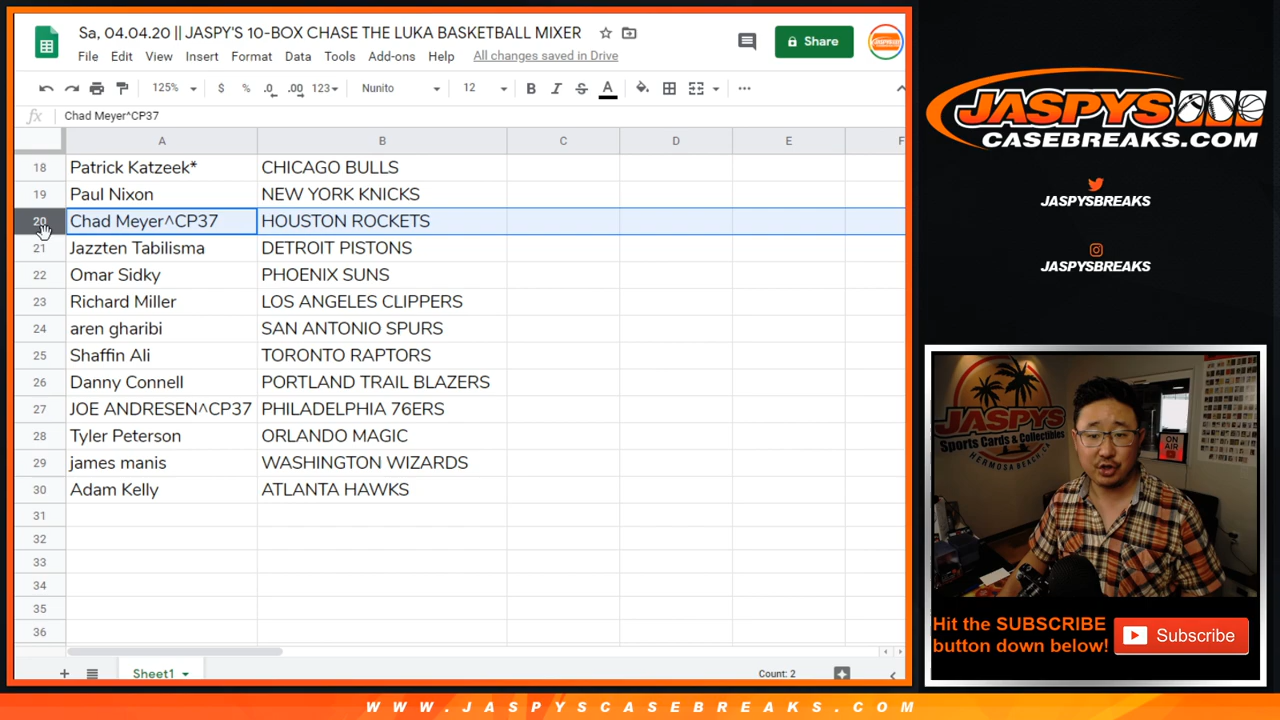 Sa, 04.04.20 || JASPY'S 10-BOX CHASE THE LUKA BASKETBALL MIXER
File Edit View Insert Format Data Tools Add-ons Help All changes saved in Drive
Share
125% $ % .0 .00 123 Nunito 12 B I S A
fx Chad Meyer^CP37
A B C D E F
18 Patrick Katzeek* CHICAGO BULLS
19 Paul Nixon NEW YORK KNICKS
20 Chad Meyer^CP37 HOUSTON ROCKETS
21 Jazzten Tabilisma DETROIT PISTONS
22 Omar Sidky PHOENIX SUNS
23 Richard Miller LOS ANGELES CLIPPERS
24 aren gharibi SAN ANTONIO SPURS
25 Shaffin Ali TORONTO RAPTORS
26 Danny Connell PORTLAND TRAIL BLAZERS
27 JOE ANDRESEN^CP37 PHILADELPHIA 76ERS
28 Tyler Peterson ORLANDO MAGIC
29 james manis WASHINGTON WIZARDS
30 Adam Kelly ATLANTA HAWKS
31
32
33
34
35
36
Sheet1 Count: 2
JASPYS
CASEBREAKS.COM
JASPYSBREAKS
JASPYSBREAKS
JASPYS
Sports Cards & Collectibles
HERMOSA BEACH, CA
ON AIR
Hit the SUBSCRIBE
button down below!
Subscribe
WWW.JASPYSCASEBREAKS.COM